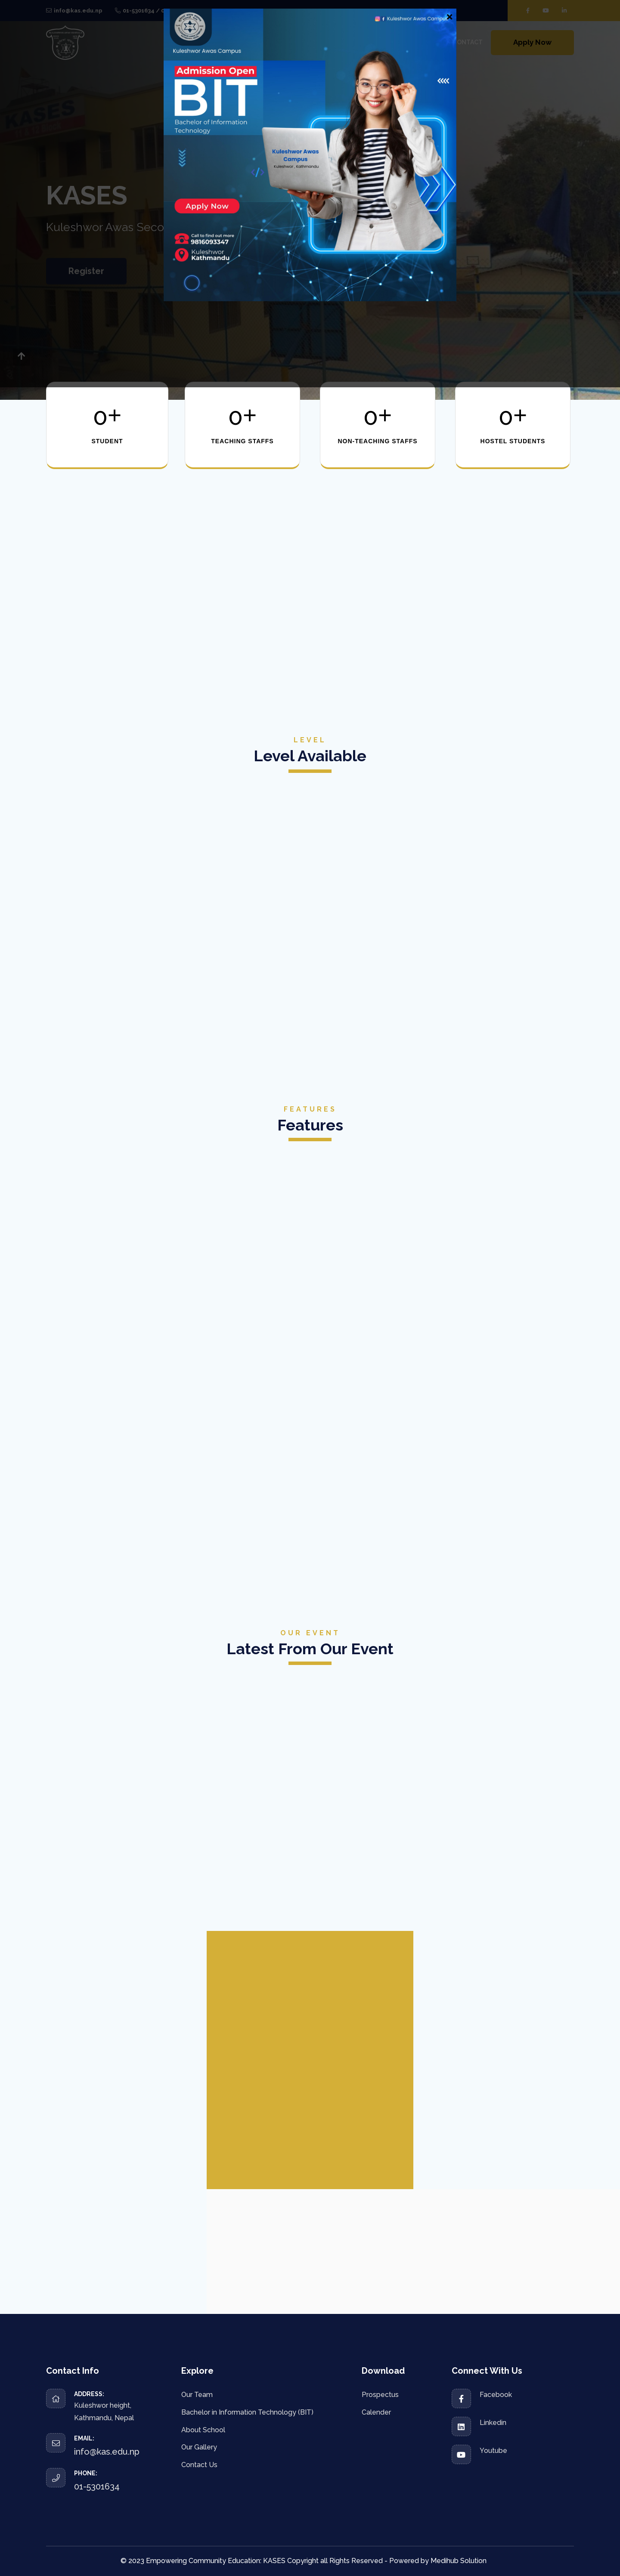 info@kas.edu.np
01-5301634 /
CONTACT
Apply Now
Kuleshwor Awas Campus
Kuleshwor Awas Campus
Admission Open
BIT
Bachelor of Information
Technology
Kuleshwor Awas
Campus
Kuleshwor, Kathmandu
Apply Now
Call to find out more
9816093347
Kuleshwor
Kathmandu
KASES
KASES
Kuleshwor Awas Seco
Register
0+
STUDENT
0+
TEACHING STAFFS
0+
NON-TEACHING STAFFS
0+
HOSTEL STUDENTS
LEVEL
Level Available
FEATURES
Features
OUR EVENT
Latest From Our Event
Contact Info
ADDRESS:
Kuleshwor height,
Kathmandu, Nepal
EMAIL:
info@kas.edu.np
PHONE:
01-5301634
Explore
Our Team
Bachelor in Information Technology (BIT)
About School
Our Gallery
Contact Us
Download
Prospectus
Calender
Connect With Us
Facebook
Linkedin
Youtube
© 2023 Empowering Community Education: KASES Copyright all Rights Reserved - Powered by Medihub Solution